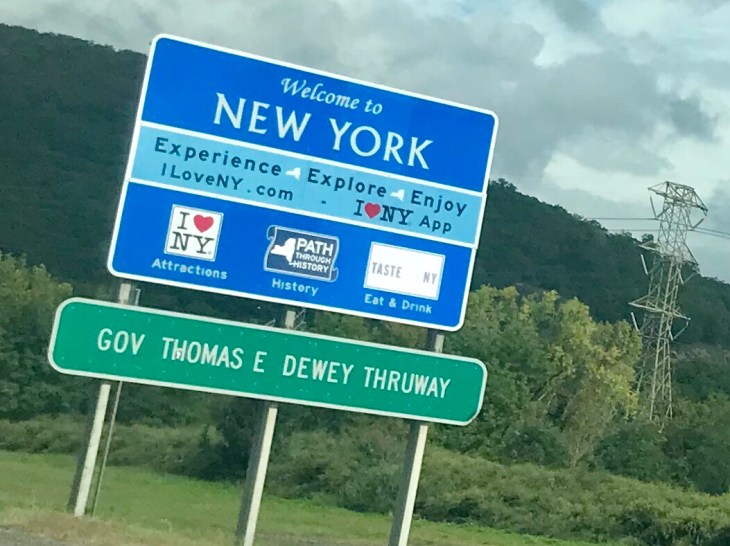 Welcome to
NEW YORK
Experience Explore Enjoy
ILoveNY.com - I❤NY App
I❤
NY
PATH
THROUGH
HISTORY
TASTE NY
Attractions
History
Eat & Drink
GOV THOMAS E DEWEY THRUWAY